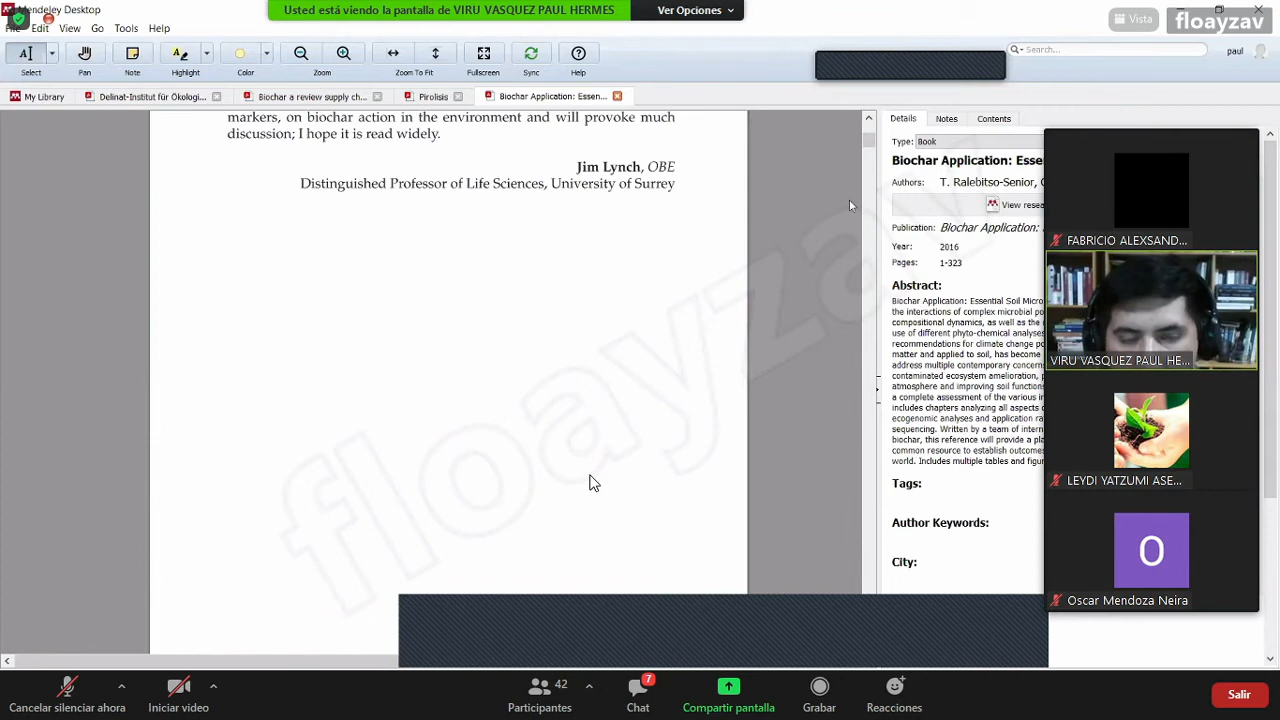 Mendeley Desktop
Usted está viendo la pantalla de VIRU VASQUEZ PAUL HERMES
Ver Opciones
Vista
floayzav
Edit View Go Tools Help
Select
Pan
Note
Highlight
Color
Zoom
Zoom To Fit
Fullscreen
Sync
Help
Search...
paul
My Library
Delinat-Institut für Ökologi...
Biochar a review supply ch...
Pirolisis
Biochar Application: Essen...
markers, on biochar action in the environment and will provoke much
discussion; I hope it is read widely.
Jim Lynch, OBE
Distinguished Professor of Life Sciences, University of Surrey
Details
Notes
Contents
Type: Book
Biochar Application: Esse
Authors: T. Ralebitso-Senior, C
View rese
Publication: Biochar Application:
Year: 2016
Pages: 1-323
Abstract:
Biochar Application: Essential Soil Micro
the interactions of complex microbial po
compositional dynamics, as well as the
use of different phyto-chemical analyses
recommendations for climate change po
matter and applied to soil, has become
address multiple contemporary concern
contaminated ecosystem amelioration, p
atmosphere and improving soil functions
a complete assessment of the various i
includes chapters analyzing all aspects
ecogenomic analyses and application ra
sequencing. Written by a team of intern
biochar, this reference will provide a pla
common resource to establish outcomes
world. Includes multiple tables and figur
Tags:
Author Keywords:
City:
FABRICIO ALEXSAND...
VIRU VASQUEZ PAUL HE...
LEYDI YATZUMI ASE...
O
Oscar Mendoza Neira
floayzav
Cancelar silenciar ahora
Iniciar video
42
Participantes
7
Chat
Compartir pantalla
Grabar
Reacciones
Salir